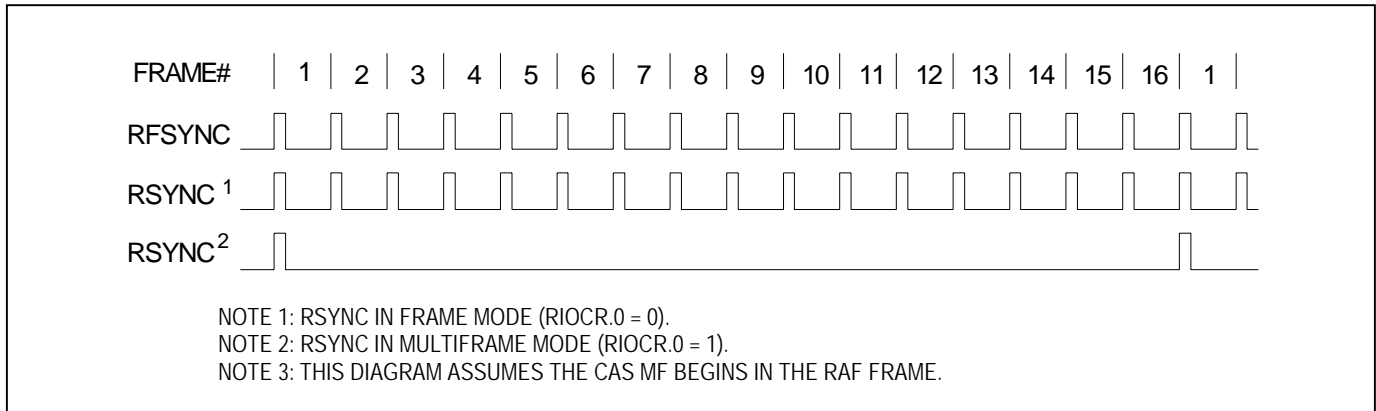 FRAME# 1 2 3 4 5 6 7 8 9 10 11 12 13 14 15 16 1
RFSYNC
RSYNC 1
RSYNC2
NOTE 1: RSYNC IN FRAME MODE (RIOCR.0 = 0).
NOTE 2: RSYNC IN MULTIFRAME MODE (RIOCR.0 = 1).
NOTE 3: THIS DIAGRAM ASSUMES THE CAS MF BEGINS IN THE RAF FRAME.